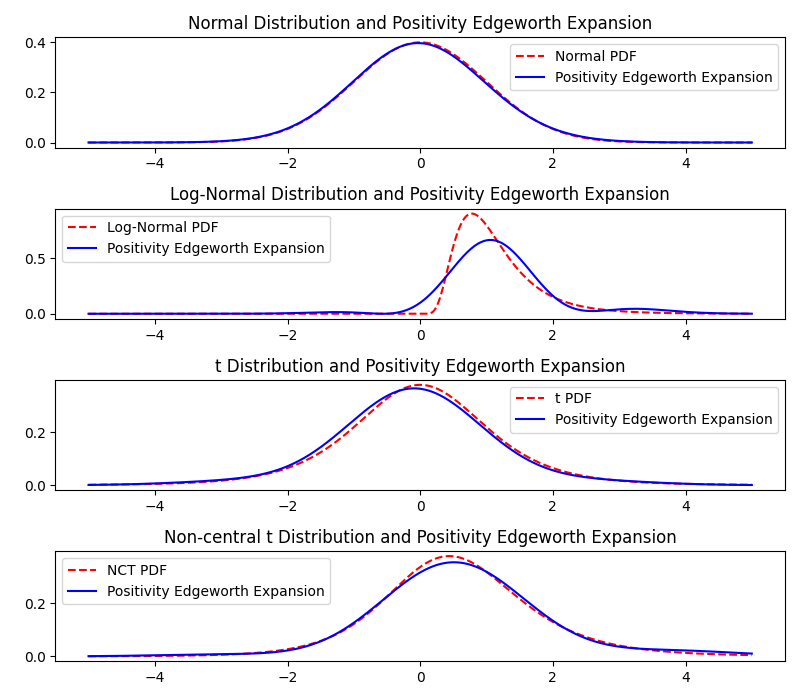 Normal Distribution and Positivity Edgeworth Expansion
0.4
0.2
0.0
Normal PDF
Positivity Edgeworth Expansion
−4 −2 0 2 4
Log-Normal Distribution and Positivity Edgeworth Expansion
Log-Normal PDF
Positivity Edgeworth Expansion
0.5
0.0
−4 −2 0 2 4
t Distribution and Positivity Edgeworth Expansion
t PDF
Positivity Edgeworth Expansion
0.2
0.0
−4 −2 0 2 4
Non-central t Distribution and Positivity Edgeworth Expansion
NCT PDF
Positivity Edgeworth Expansion
0.2
0.0
−4 −2 0 2 4